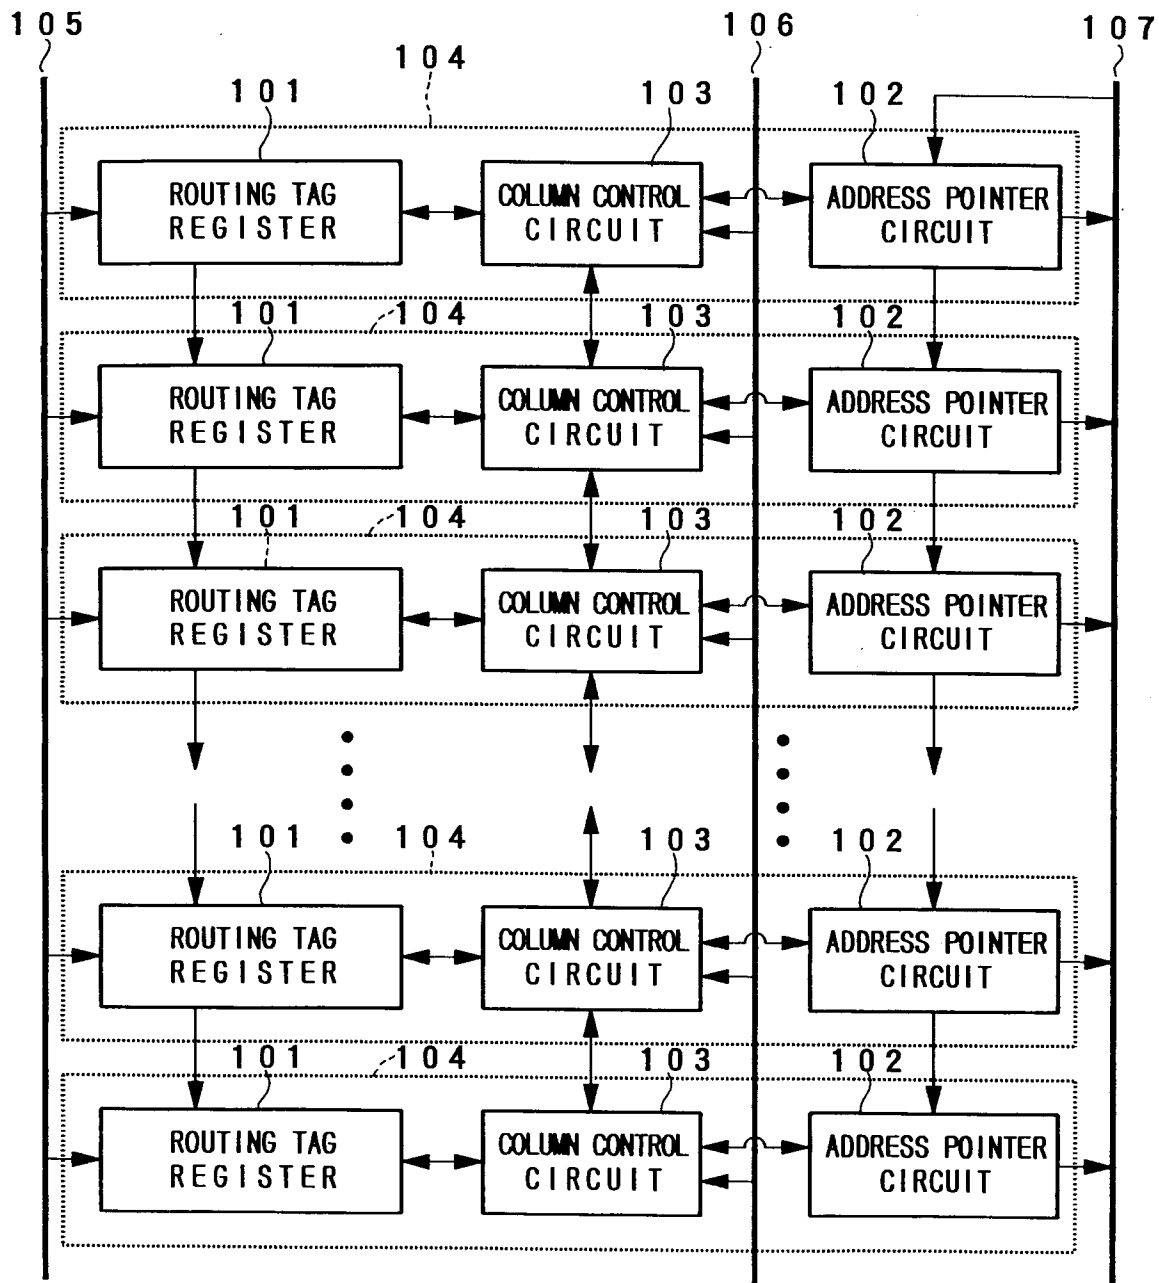 105
106
107
104
101
103
102
ROUTING TAG
REGISTER
COLUMN CONTROL
CIRCUIT
ADDRESS POINTER
CIRCUIT
101
104
103
102
ROUTING TAG
REGISTER
COLUMN CONTROL
CIRCUIT
ADDRESS POINTER
CIRCUIT
101
104
103
102
ROUTING TAG
REGISTER
COLUMN CONTROL
CIRCUIT
ADDRESS POINTER
CIRCUIT
101
104
103
102
ROUTING TAG
REGISTER
COLUMN CONTROL
CIRCUIT
ADDRESS POINTER
CIRCUIT
101
104
103
102
ROUTING TAG
REGISTER
COLUMN CONTROL
CIRCUIT
ADDRESS POINTER
CIRCUIT